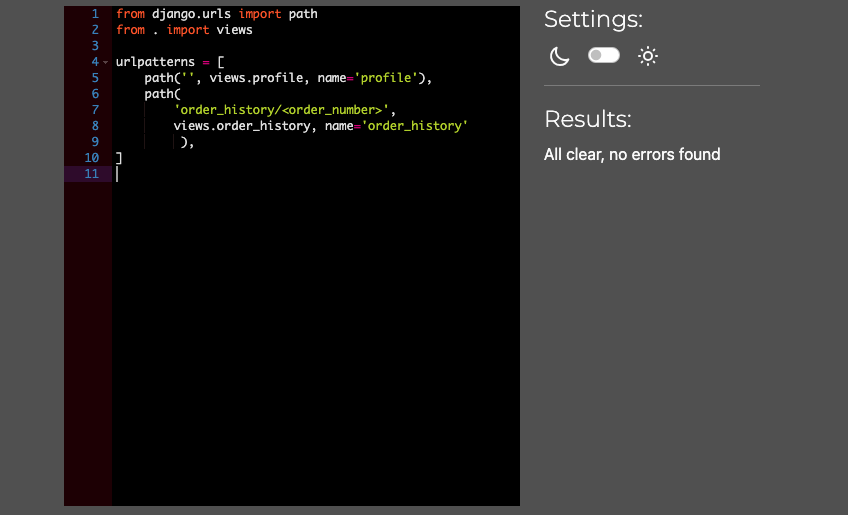 1 from django.urls import path
2 from . import views
3
4 urlpatterns = [
5     path('', views.profile, name='profile'),
6     path(
7         'order_history/<order_number>',
8         views.order_history, name='order_history'
9          ),
10 ]
11
Settings:
Results:
All clear, no errors found